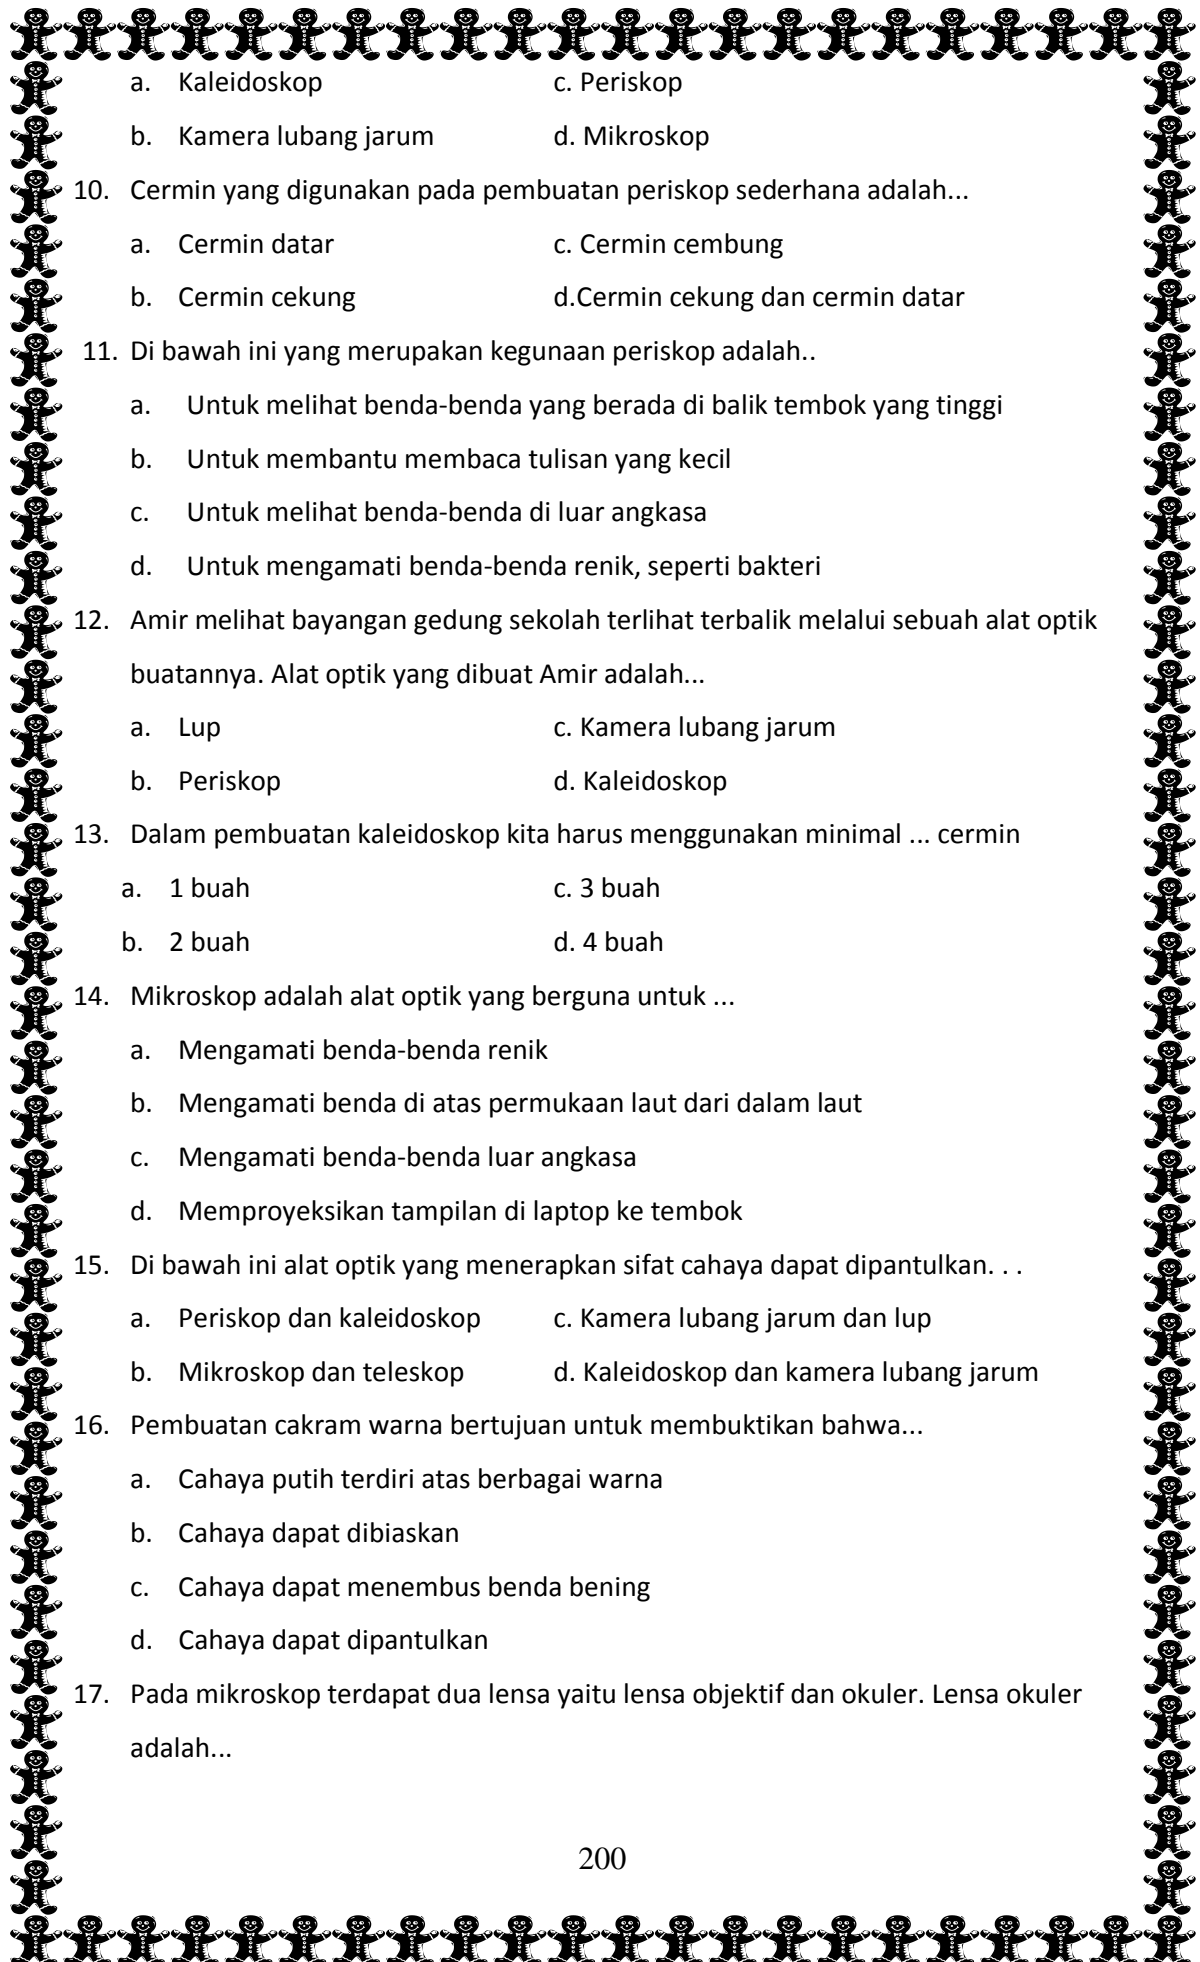 a. Kaleidoskop c. Periskop
b. Kamera lubang jarum d. Mikroskop
10. Cermin yang digunakan pada pembuatan periskop sederhana adalah...
a. Cermin datar c. Cermin cembung
b. Cermin cekung d.Cermin cekung dan cermin datar
11. Di bawah ini yang merupakan kegunaan periskop adalah..
a. Untuk melihat benda-benda yang berada di balik tembok yang tinggi
b. Untuk membantu membaca tulisan yang kecil
c. Untuk melihat benda-benda di luar angkasa
d. Untuk mengamati benda-benda renik, seperti bakteri
12. Amir melihat bayangan gedung sekolah terlihat terbalik melalui sebuah alat optik
buatannya. Alat optik yang dibuat Amir adalah...
a. Lup c. Kamera lubang jarum
b. Periskop d. Kaleidoskop
13. Dalam pembuatan kaleidoskop kita harus menggunakan minimal ... cermin
a. 1 buah c. 3 buah
b. 2 buah d. 4 buah
14. Mikroskop adalah alat optik yang berguna untuk ...
a. Mengamati benda-benda renik
b. Mengamati benda di atas permukaan laut dari dalam laut
c. Mengamati benda-benda luar angkasa
d. Memproyeksikan tampilan di laptop ke tembok
15. Di bawah ini alat optik yang menerapkan sifat cahaya dapat dipantulkan. . .
a. Periskop dan kaleidoskop c. Kamera lubang jarum dan lup
b. Mikroskop dan teleskop d. Kaleidoskop dan kamera lubang jarum
16. Pembuatan cakram warna bertujuan untuk membuktikan bahwa...
a. Cahaya putih terdiri atas berbagai warna
b. Cahaya dapat dibiaskan
c. Cahaya dapat menembus benda bening
d. Cahaya dapat dipantulkan
17. Pada mikroskop terdapat dua lensa yaitu lensa objektif dan okuler. Lensa okuler
adalah...
200